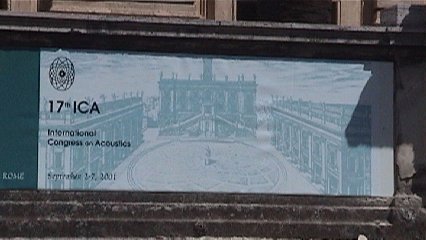 17th ICA
International
Congress on Acoustics
ROME
September 2-7, 2001